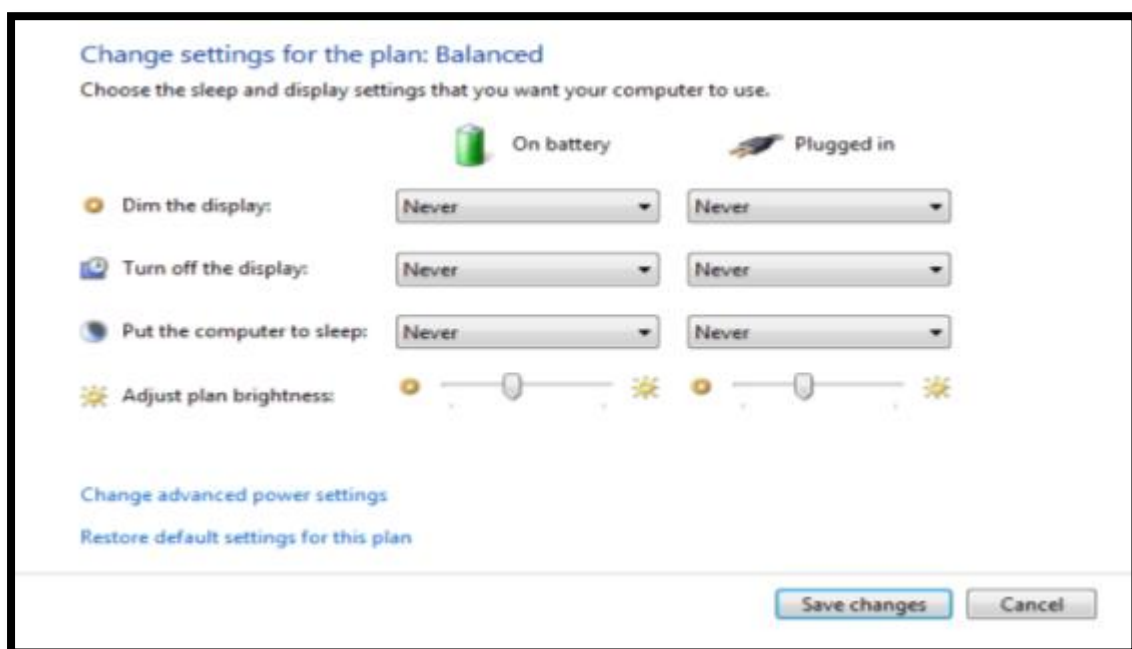 Change settings for the plan: Balanced
Choose the sleep and display settings that you want your computer to use.
On battery Plugged in
Dim the display: Never Never
Turn off the display: Never Never
Put the computer to sleep: Never Never
Adjust plan brightness:
Change advanced power settings
Restore default settings for this plan
Save changes Cancel